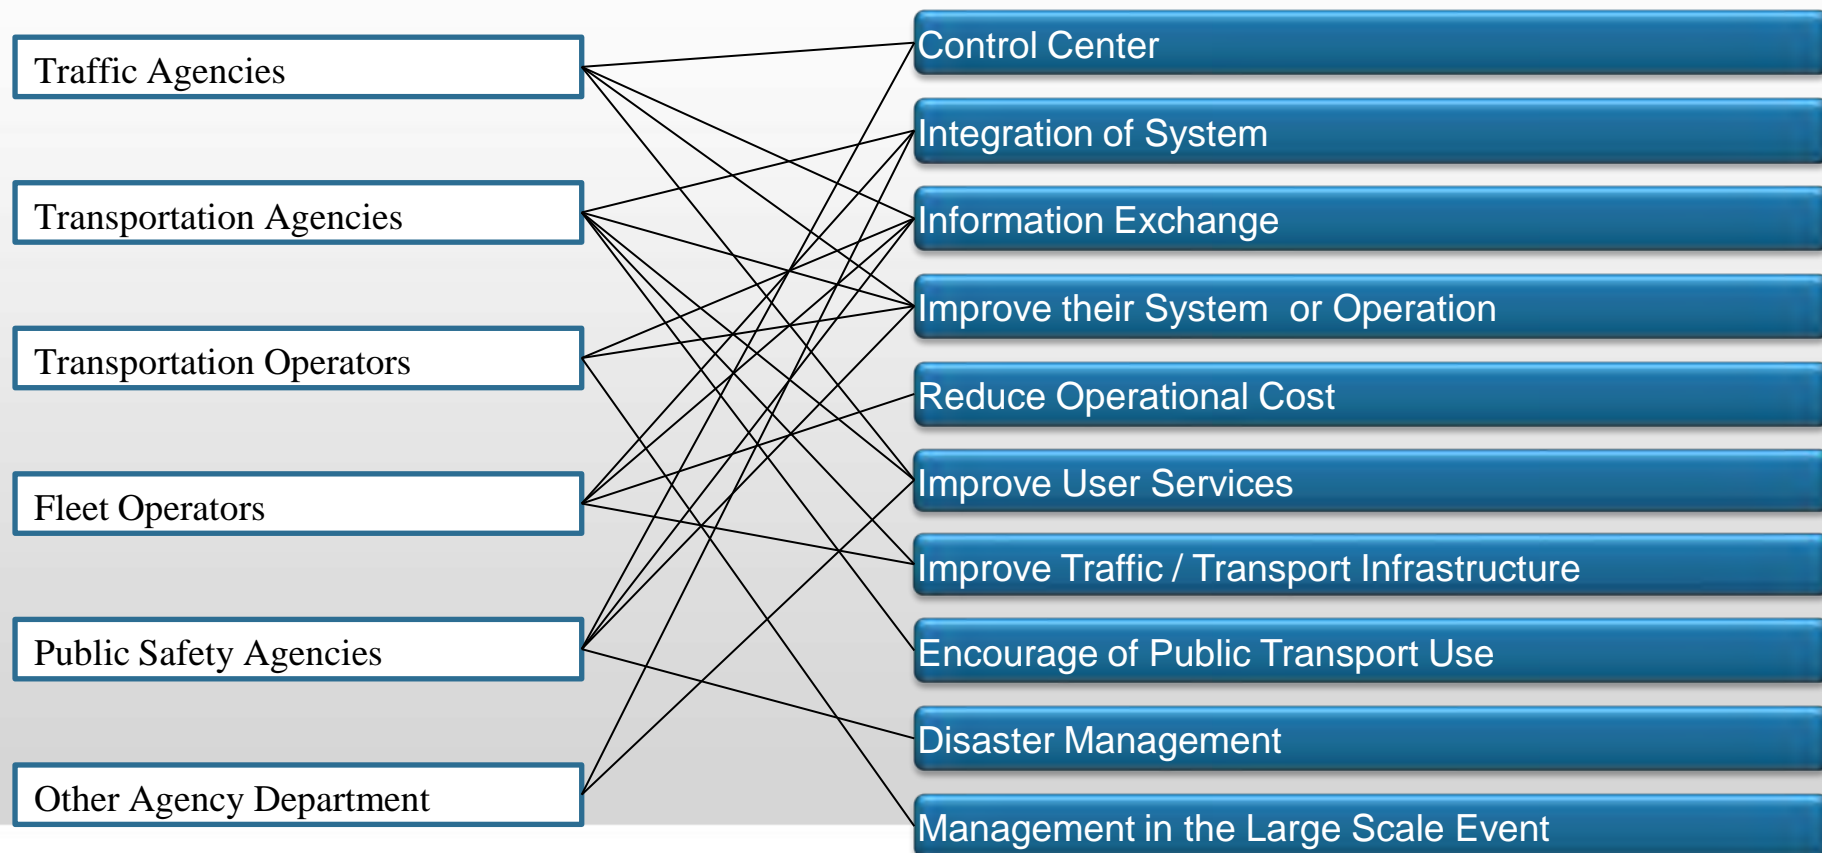 Traffic Agencies
Transportation Agencies
Transportation Operators
Fleet Operators
Public Safety Agencies
Other Agency Department
Control Center
Integration of System
Information Exchange
Improve their System  or Operation
Reduce Operational Cost
Improve User Services
Improve Traffic / Transport Infrastructure
Encourage of Public Transport Use
Disaster Management
Management in the Large Scale Event